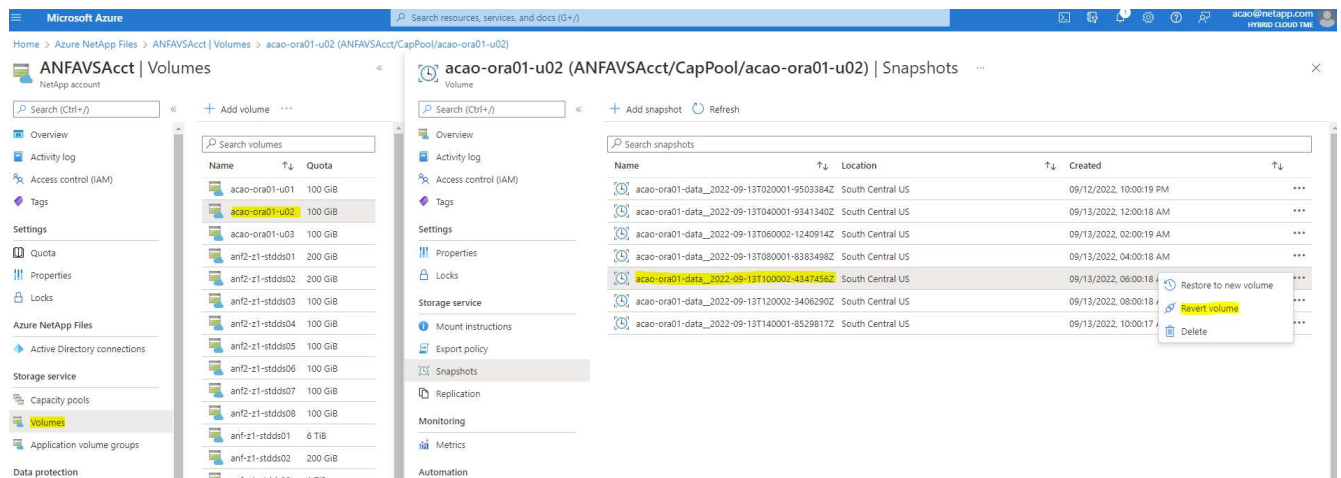 Microsoft Azure
Search resources, services, and docs (G+/)
acao@netapp.com
HYBRID CLOUD TME
Home > Azure NetApp Files > ANFAVSAcct | Volumes > acao-ora01-u02 (ANFAVSAcct/CapPool/acao-ora01-u02)
ANFAVSAcct | Volumes
NetApp account
Search (Ctrl+/)
Overview
Activity log
Access control (IAM)
Tags
Settings
Quota
Properties
Locks
Azure NetApp Files
Active Directory connections
Storage service
Capacity pools
Volumes
Application volume groups
Data protection
+ Add volume ...
Search volumes
Name Quota
acao-ora01-u01 100 GiB
acao-ora01-u02 100 GiB
acao-ora01-u03 100 GiB
anf2-z1-stdds01 200 GiB
anf2-z1-stdds02 200 GiB
anf2-z1-stdds03 100 GiB
anf2-z1-stdds04 100 GiB
anf2-z1-stdds05 100 GiB
anf2-z1-stdds06 100 GiB
anf2-z1-stdds07 100 GiB
anf2-z1-stdds08 100 GiB
anf-z1-stdds01 6 TiB
anf-z1-stdds02 200 GiB
acao-ora01-u02 (ANFAVSAcct/CapPool/acao-ora01-u02) | Snapshots ...
Volume
Search (Ctrl+/)
Overview
Activity log
Access control (IAM)
Tags
Settings
Properties
Locks
Storage service
Mount instructions
Export policy
Snapshots
Replication
Monitoring
Metrics
Automation
+ Add snapshot Refresh
Search snapshots
Name Location Created
acao-ora01-data__2022-09-13T020001-9503384Z South Central US 09/12/2022, 10:00:19 PM
acao-ora01-data__2022-09-13T040001-9341340Z South Central US 09/13/2022, 12:00:18 AM
acao-ora01-data__2022-09-13T060002-1240914Z South Central US 09/13/2022, 02:00:19 AM
acao-ora01-data__2022-09-13T080001-8383498Z South Central US 09/13/2022, 04:00:18 AM
acao-ora01-data__2022-09-13T100002-4347456Z South Central US 09/13/2022, 06:00:18
acao-ora01-data__2022-09-13T120002-3406290Z South Central US 09/13/2022, 08:00:18
acao-ora01-data__2022-09-13T140001-8529817Z South Central US 09/13/2022, 10:00:17
Restore to new volume
Revert volume
Delete